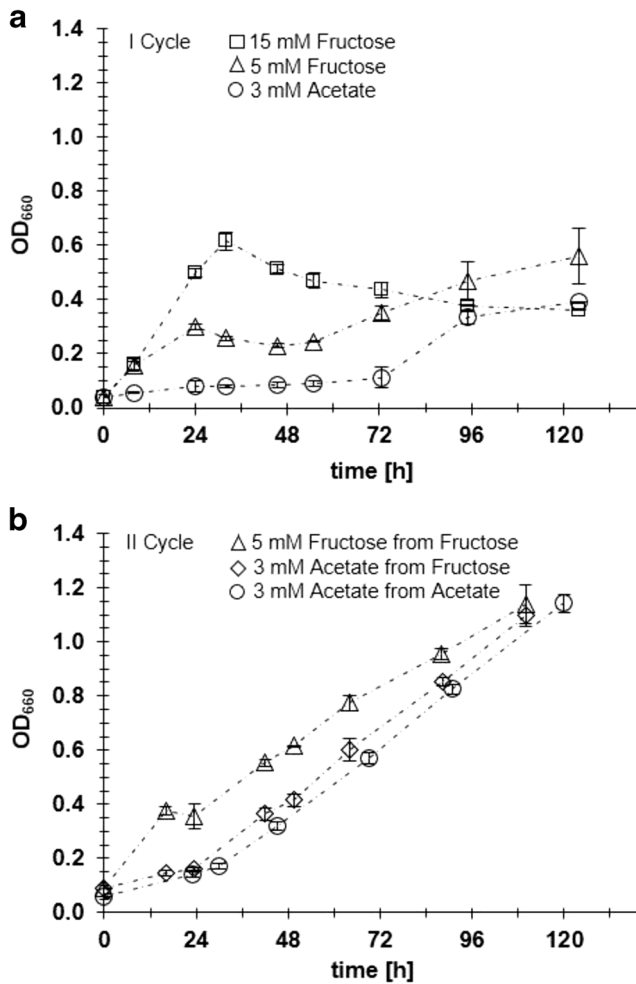 a
I Cycle
15 mM Fructose
5 mM Fructose
3 mM Acetate
1.4
1.2
1.0
0.8
0.6
0.4
0.2
0.0
OD660
0 24 48 72 96 120
time [h]
b
II Cycle
5 mM Fructose from Fructose
3 mM Acetate from Fructose
3 mM Acetate from Acetate
1.4
1.2
1.0
0.8
0.6
0.4
0.2
0.0
OD660
0 24 48 72 96 120
time [h]